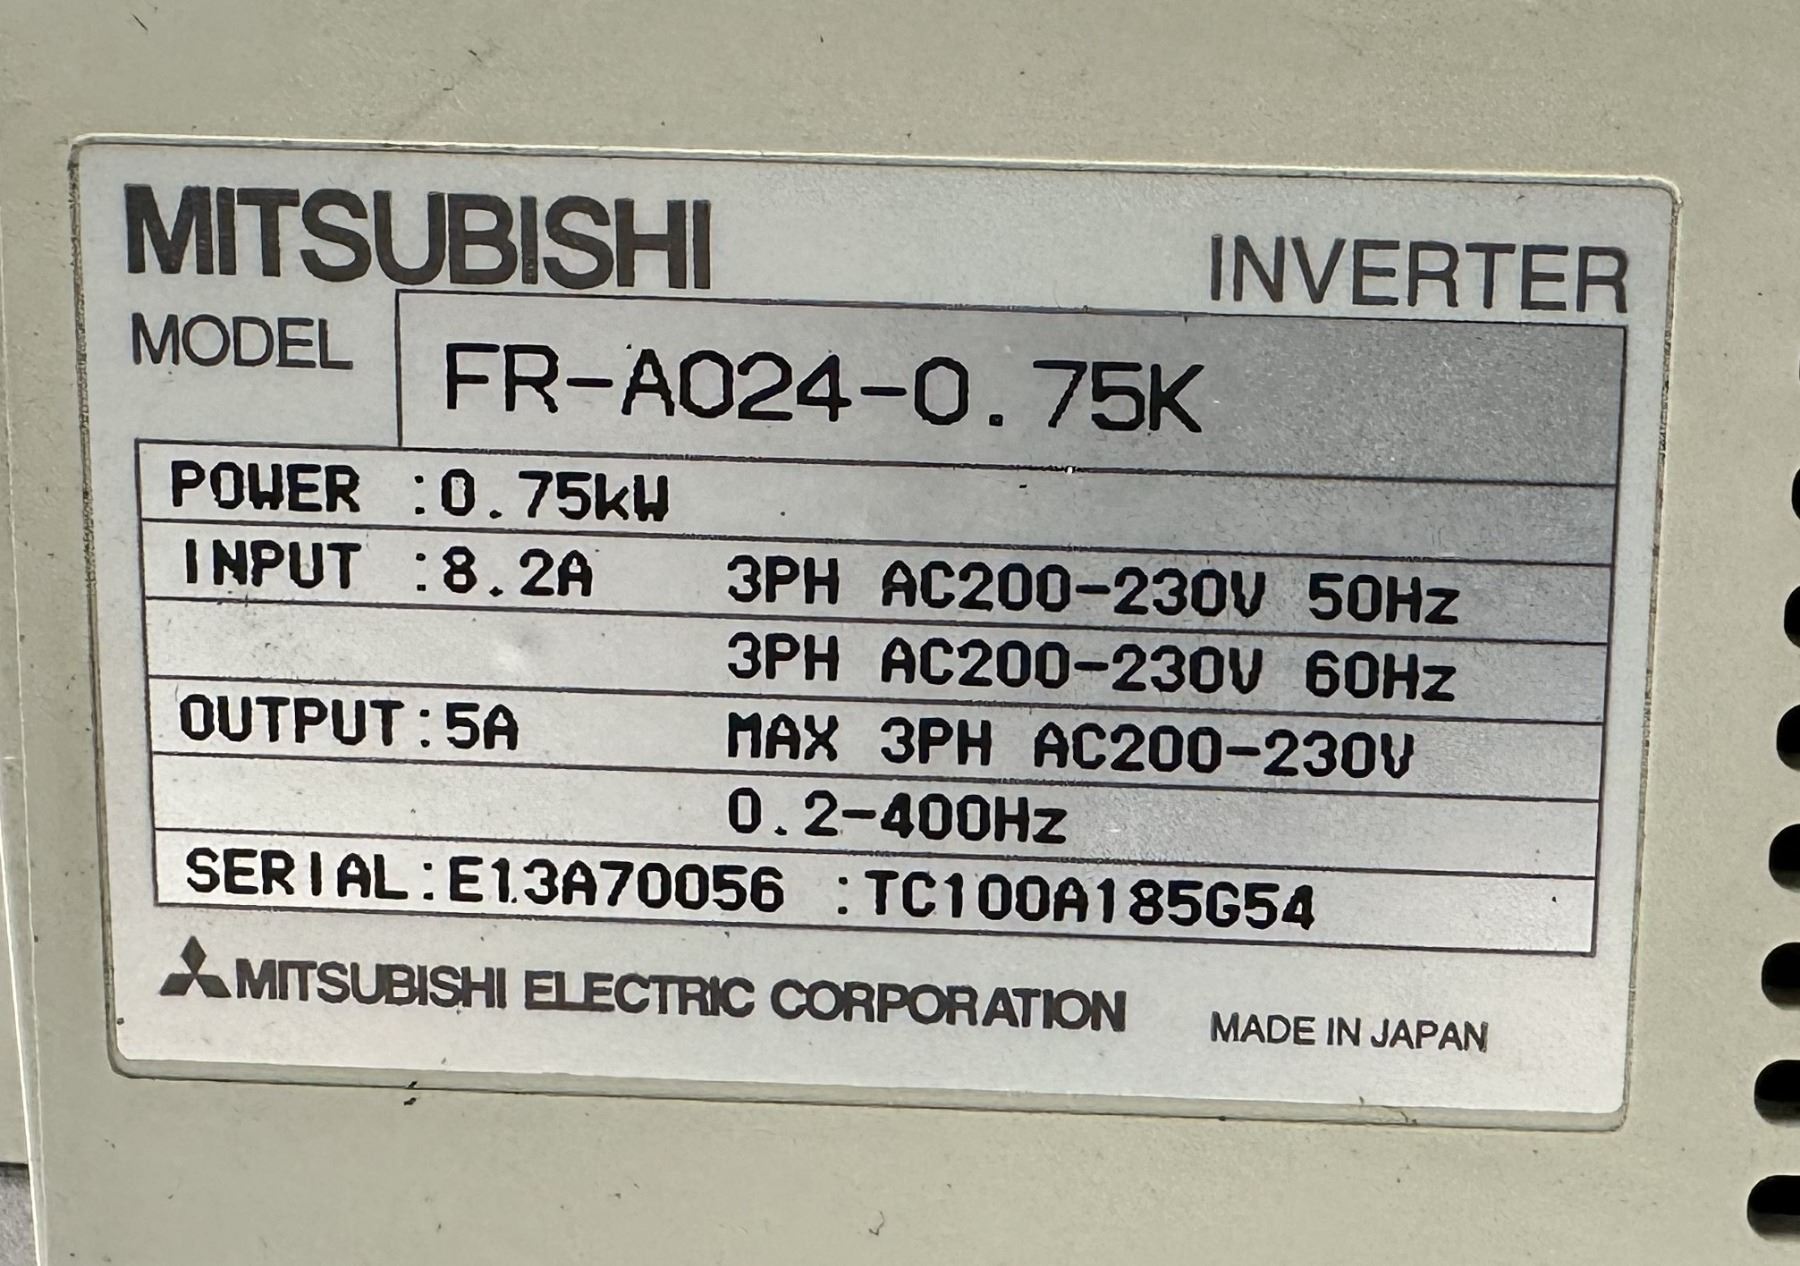 MITSUBISHI
INVERTER
MODEL FR-A024-0.75K
POWER :0.75kW
INPUT :8.2A 3PH AC200-230V 50Hz
3PH AC200-230V 60Hz
OUTPUT:5A MAX 3PH AC200-230V
0.2-400Hz
SERIAL:E13A70056 :TC100A185G54
MITSUBISHI ELECTRIC CORPORATION MADE IN JAPAN